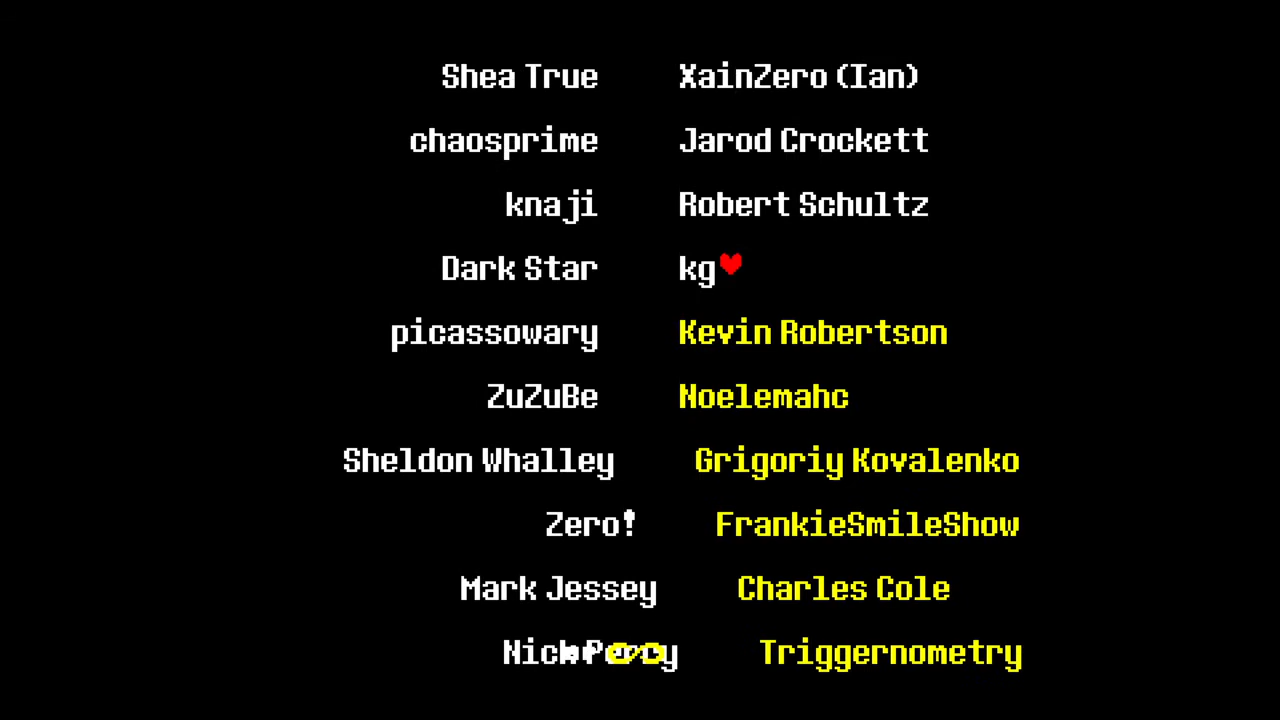 Shea True XainZero (Ian)
chaosprime Jarod Crockett
knaji Robert Schultz
Dark Star kg♥
picassowary Kevin Robertson
ZuZuBe Noelemahc
Sheldon Whalley Grigoriy Kovalenko
Zero! FrankieSmileShow
Mark Jessey Charles Cole
Nick Triggernometry